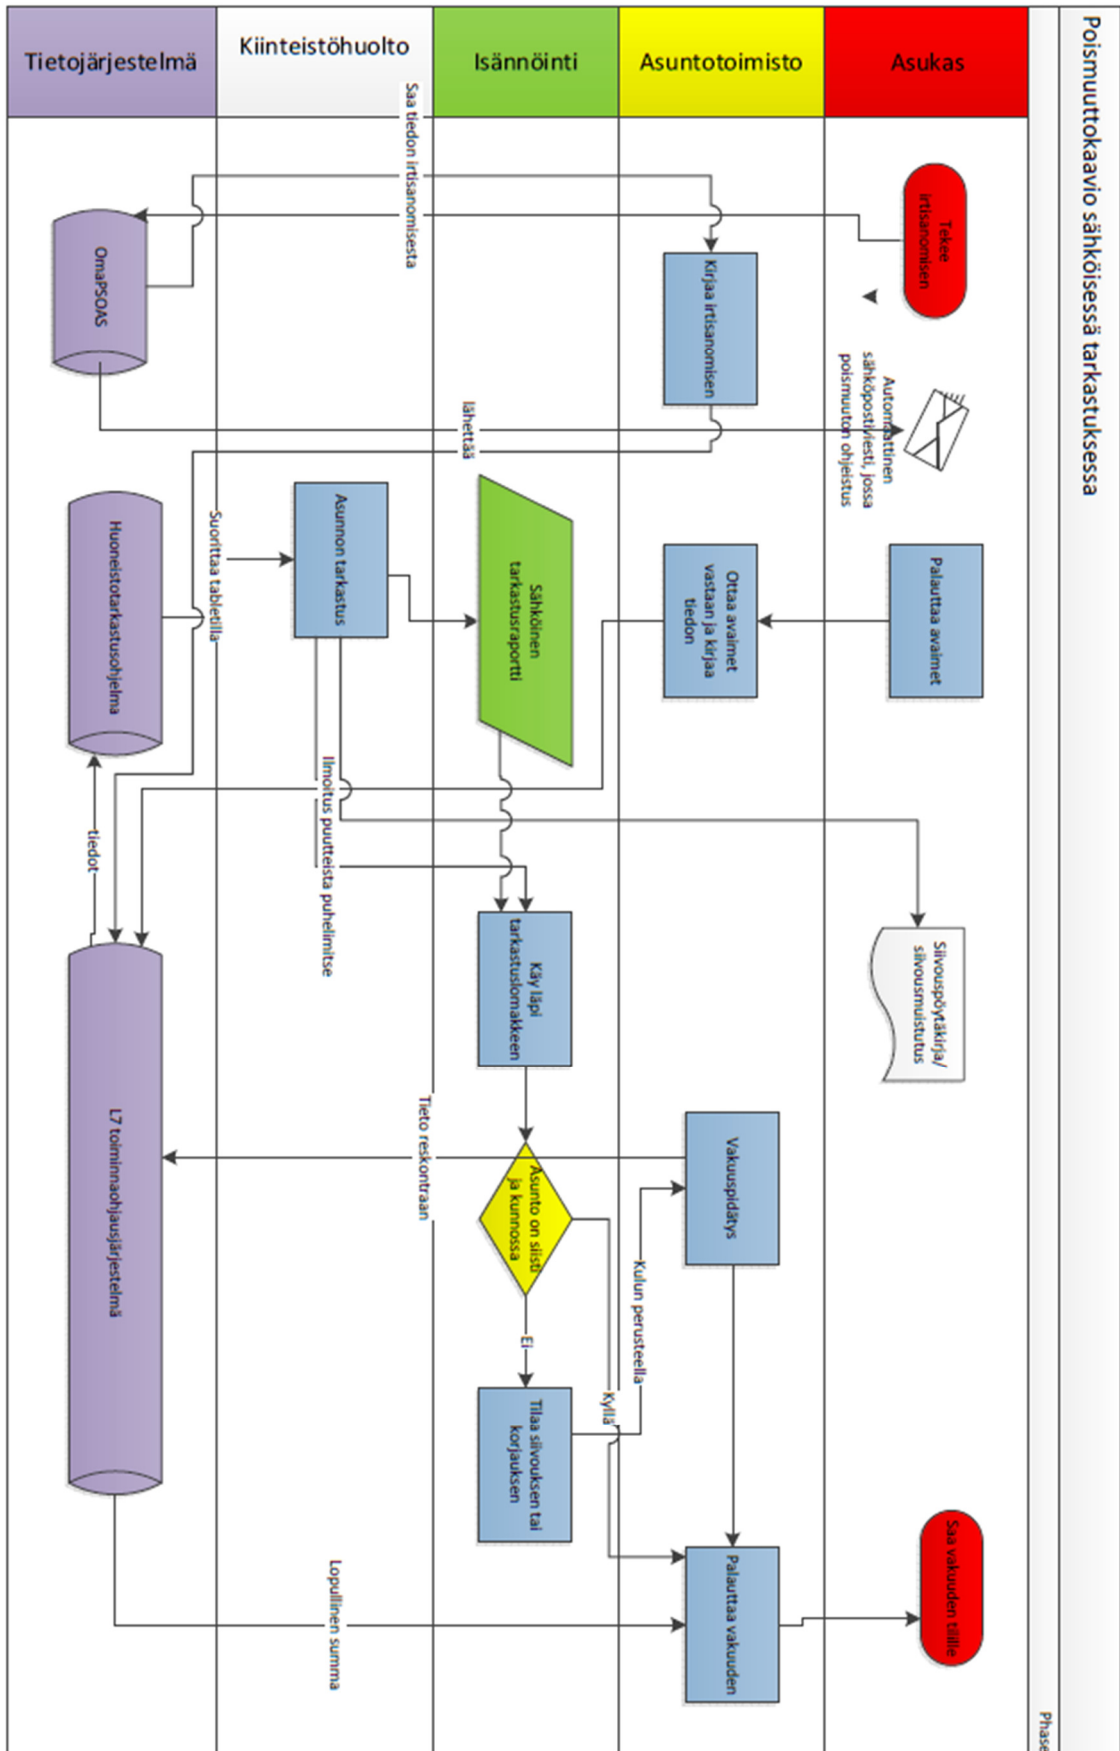 Poismuuttokaavio sähköisessä tarkastuksessa
Phase
Asukas
Tekee
irtisanomisen
Automaattinen
sähköpostiviesti, jossa
poismuuton ohjeistus
Palauttaa avaimet
Siivouspöytäkirja/
siivousmuistutus
Saa vakuuden tilille
Asuntotoimisto
Kirjaa irtisanomisen
Ottaa avaimet
vastaan ja kirjaa
tiedon
Vakuuspidätys
Kulun perusteella
Palauttaa vakuuden
Isännöinti
lähettää
Sähköinen
tarkastusraportti
Käy läpi
tarkastuslomakkeen
Asunto on siisti
ja kunnossa
Ei
Kyllä
Tilaa siivouksen tai
korjauksen
Kiinteistöhuolto
Saa tiedon irtisanomisesta
Asunnon tarkastus
Ilmoitus puutteista puhelimitse
Tieto reskontraan
Lopullinen summa
Tietojärjestelmä
OmaPSOAS
Suorittaa tabletilla
Huoneistotarkastusohjelma
tiedot
L7 toiminnaohjausjärjestelmä